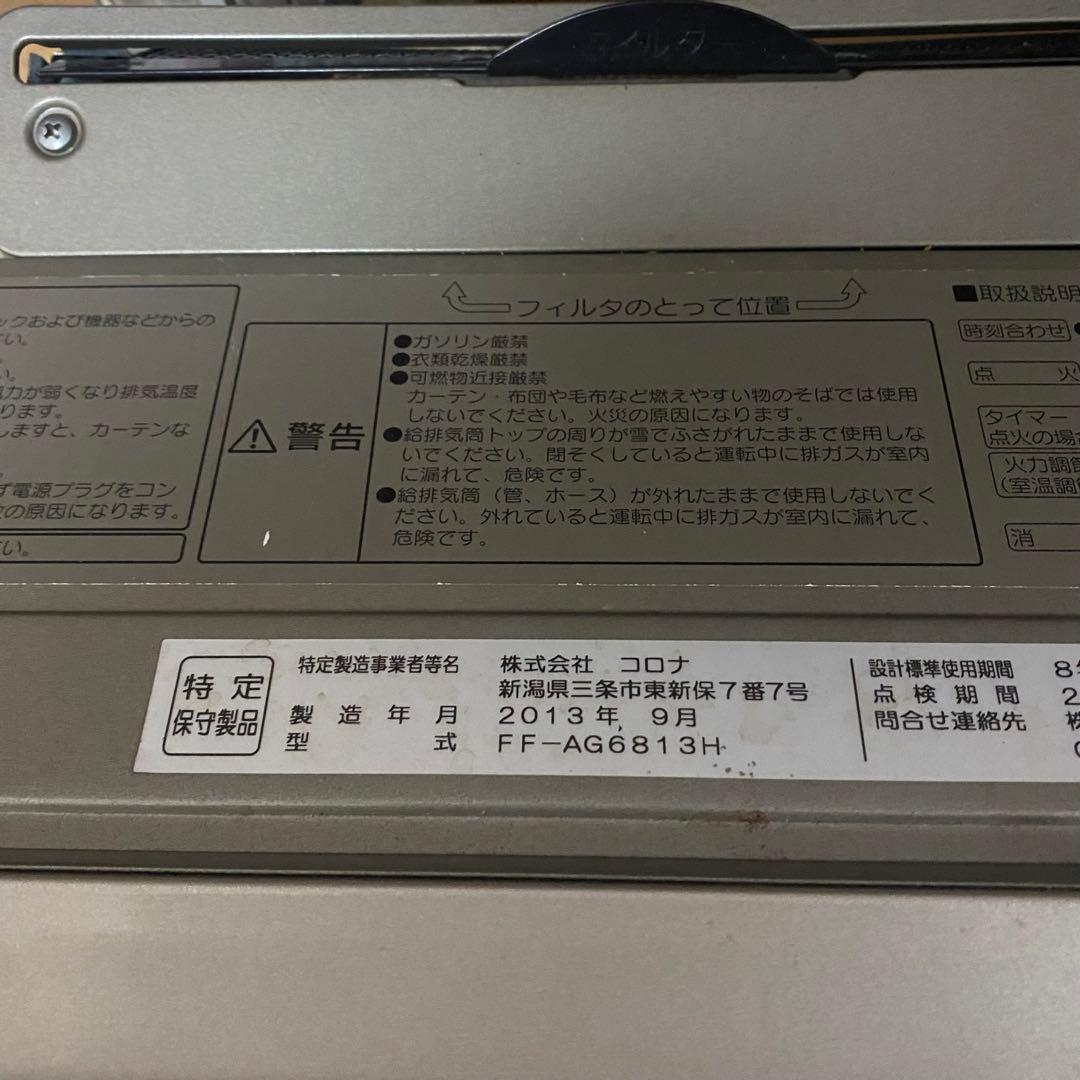 フィルター
フィルタのとって位置
ックおよび機器などからの
さい。
い。
力が弱くなり排気温度
ります。
しますと、カーテンな
ず電源プラグをコン
の原因になります。
い。
⚠警告
●ガソリン厳禁
●衣類乾燥厳禁
●可燃物近接厳禁
カーテン・布団や毛布など燃えやすい物のそばでは使用
しないでください。火災の原因になります。
●給排気筒トップの周りが雪でふさがれたままで使用しな
いでください。閉そくしていると運転中に排ガスが室内
に漏れて、危険です。
●給排気筒（管、ホース）が外れたままで使用しないでく
ださい。外れていると運転中に排ガスが室内に漏れて、
危険です。
■取扱説明
時刻合わせ
点 火
タイマー
点火の場合
火力調節
(室温調節
消
特定
保守製品
特定製造事業者等名 株式会社 コロナ
新潟県三条市東新保7番7号
製造年月 2013年 9月
型式 FF-AG6813H
設計標準使用期間 8
点検期間 2
問合せ連絡先 株